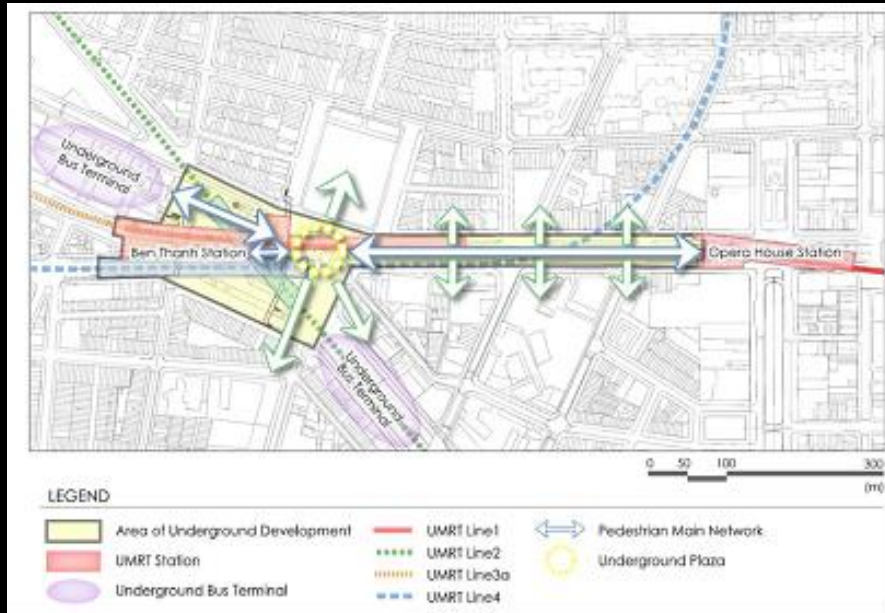 Underground
Bus Terminal
Ben Thanh Station
Opera House Station
Underground
Bus Terminal
0 50 100 300
(m)
LEGEND
Area of Underground Development
UMRT Station
Underground Bus Terminal
UMRT Line1
UMRT Line2
UMRT Line3a
UMRT Line4
Pedestrian Main Network
Underground Plaza